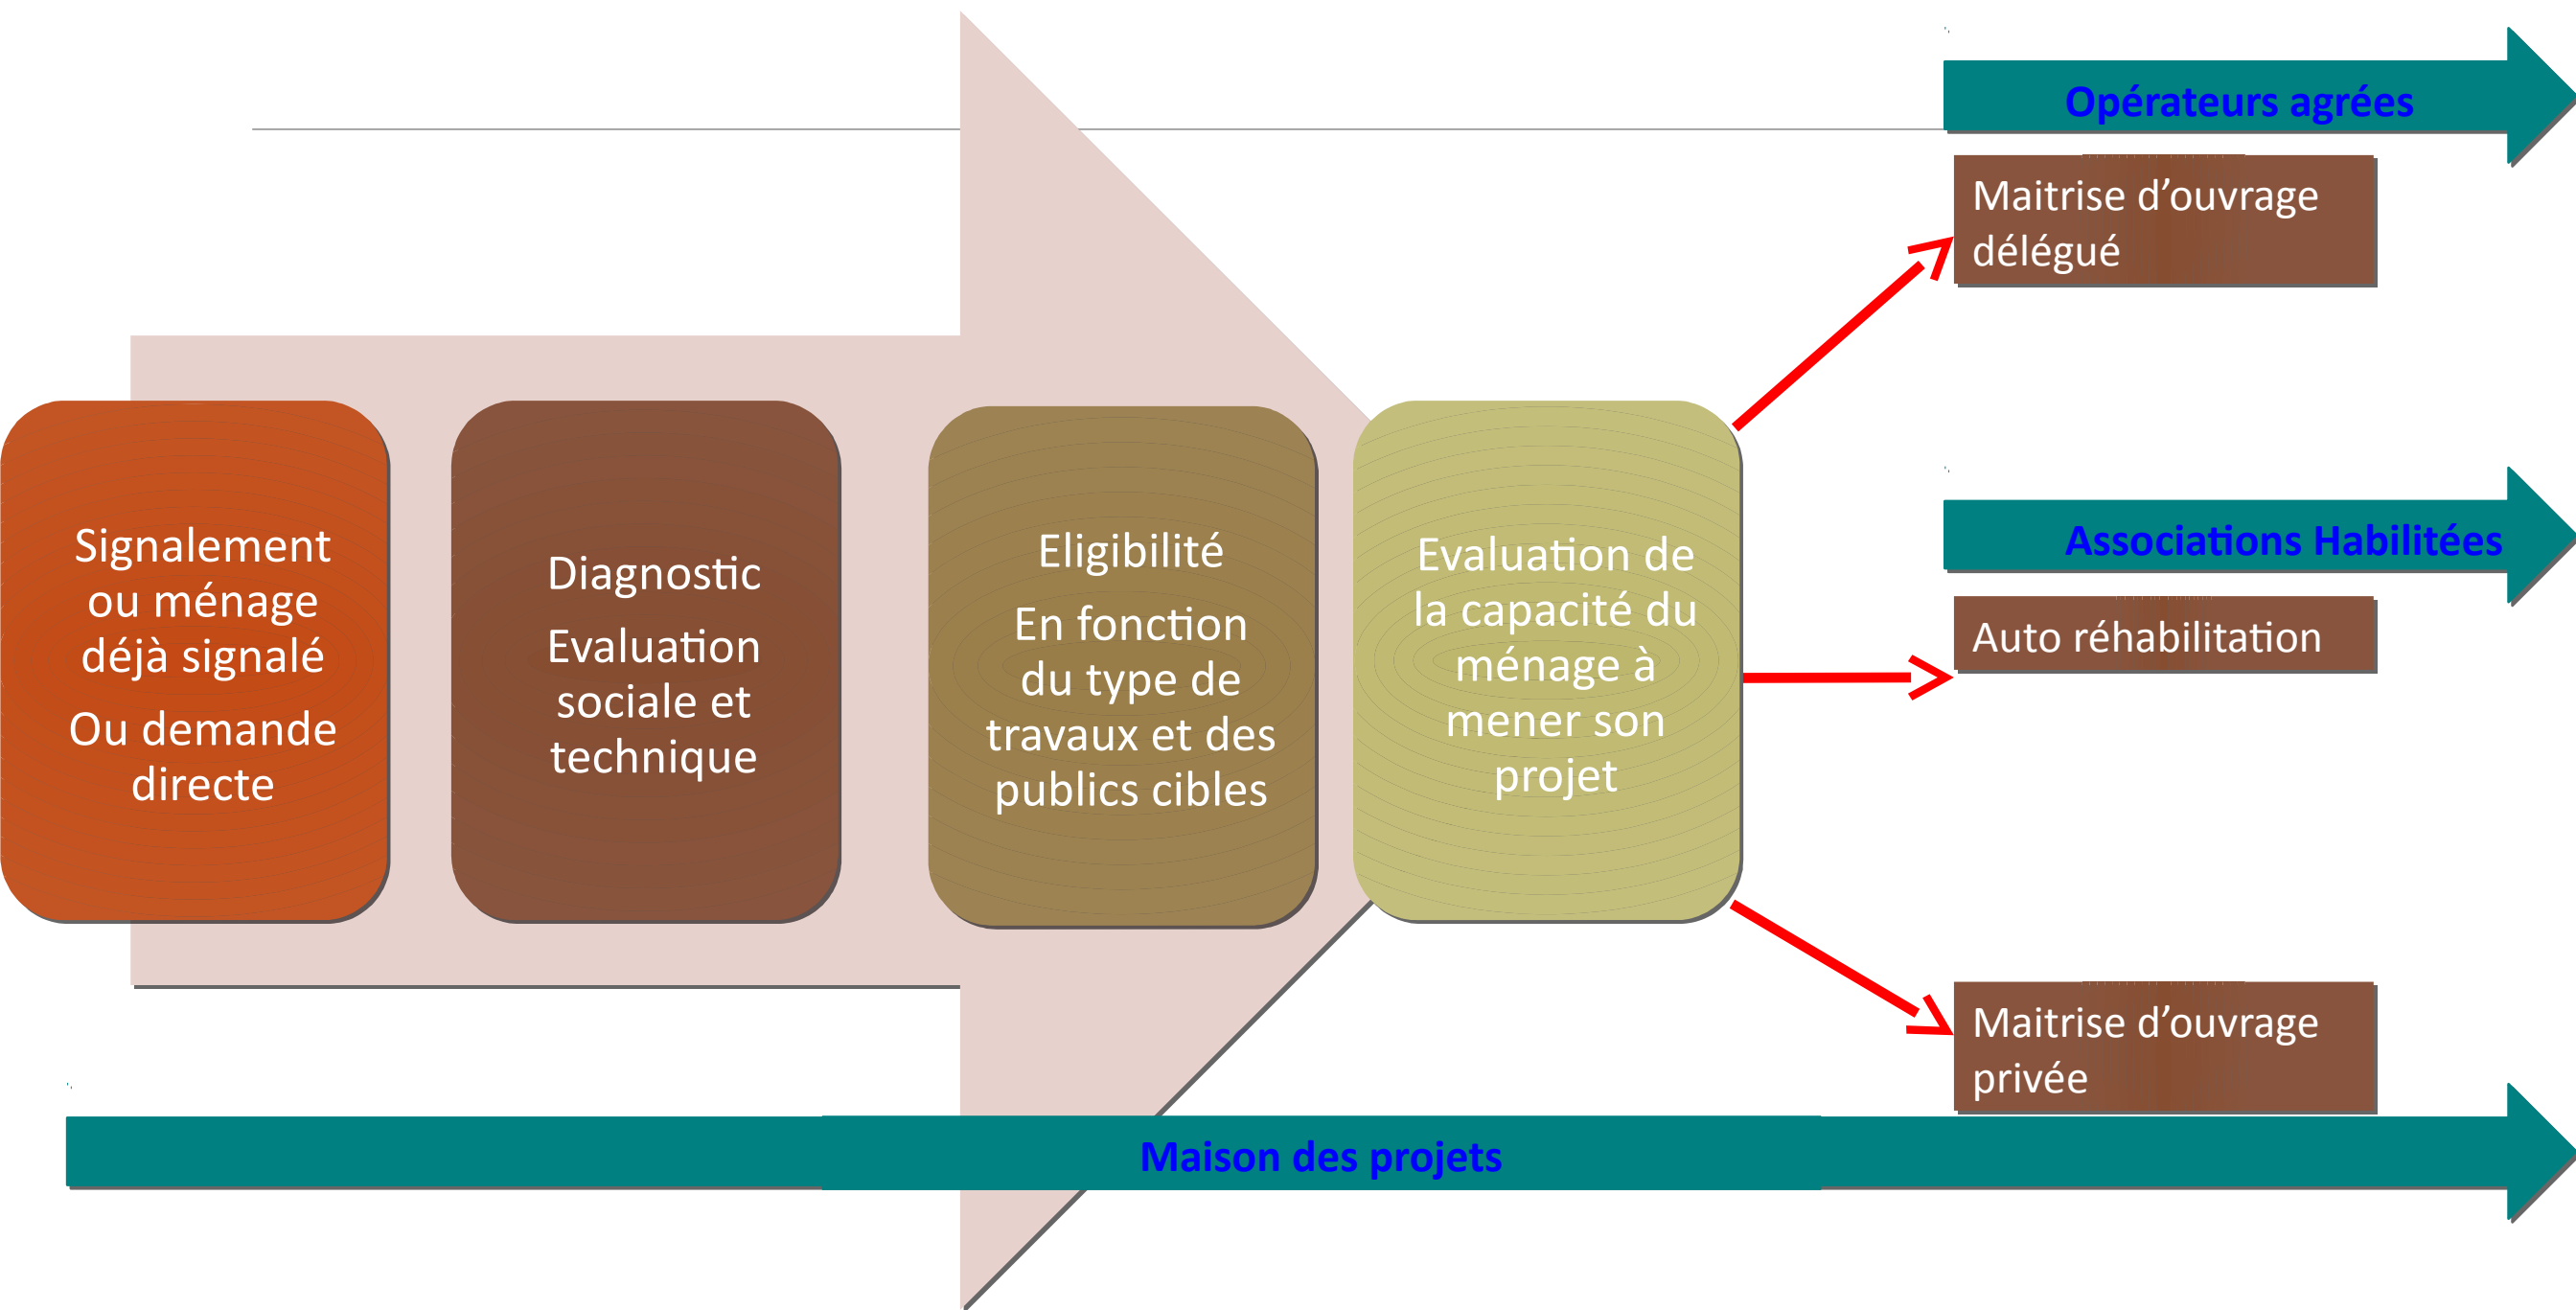 Opérateurs agrées
Maitrise d’ouvrage
délégué
Signalement
ou ménage
déjà signalé
Ou demande
directe
Diagnostic
Evaluation
sociale et
technique
Eligibilité
En fonction
du type de
travaux et des
publics cibles
Evaluation de
la capacité du
ménage à
mener son
projet
Associations Habilitées
Auto réhabilitation
Maitrise d’ouvrage
privée
Maison des projets